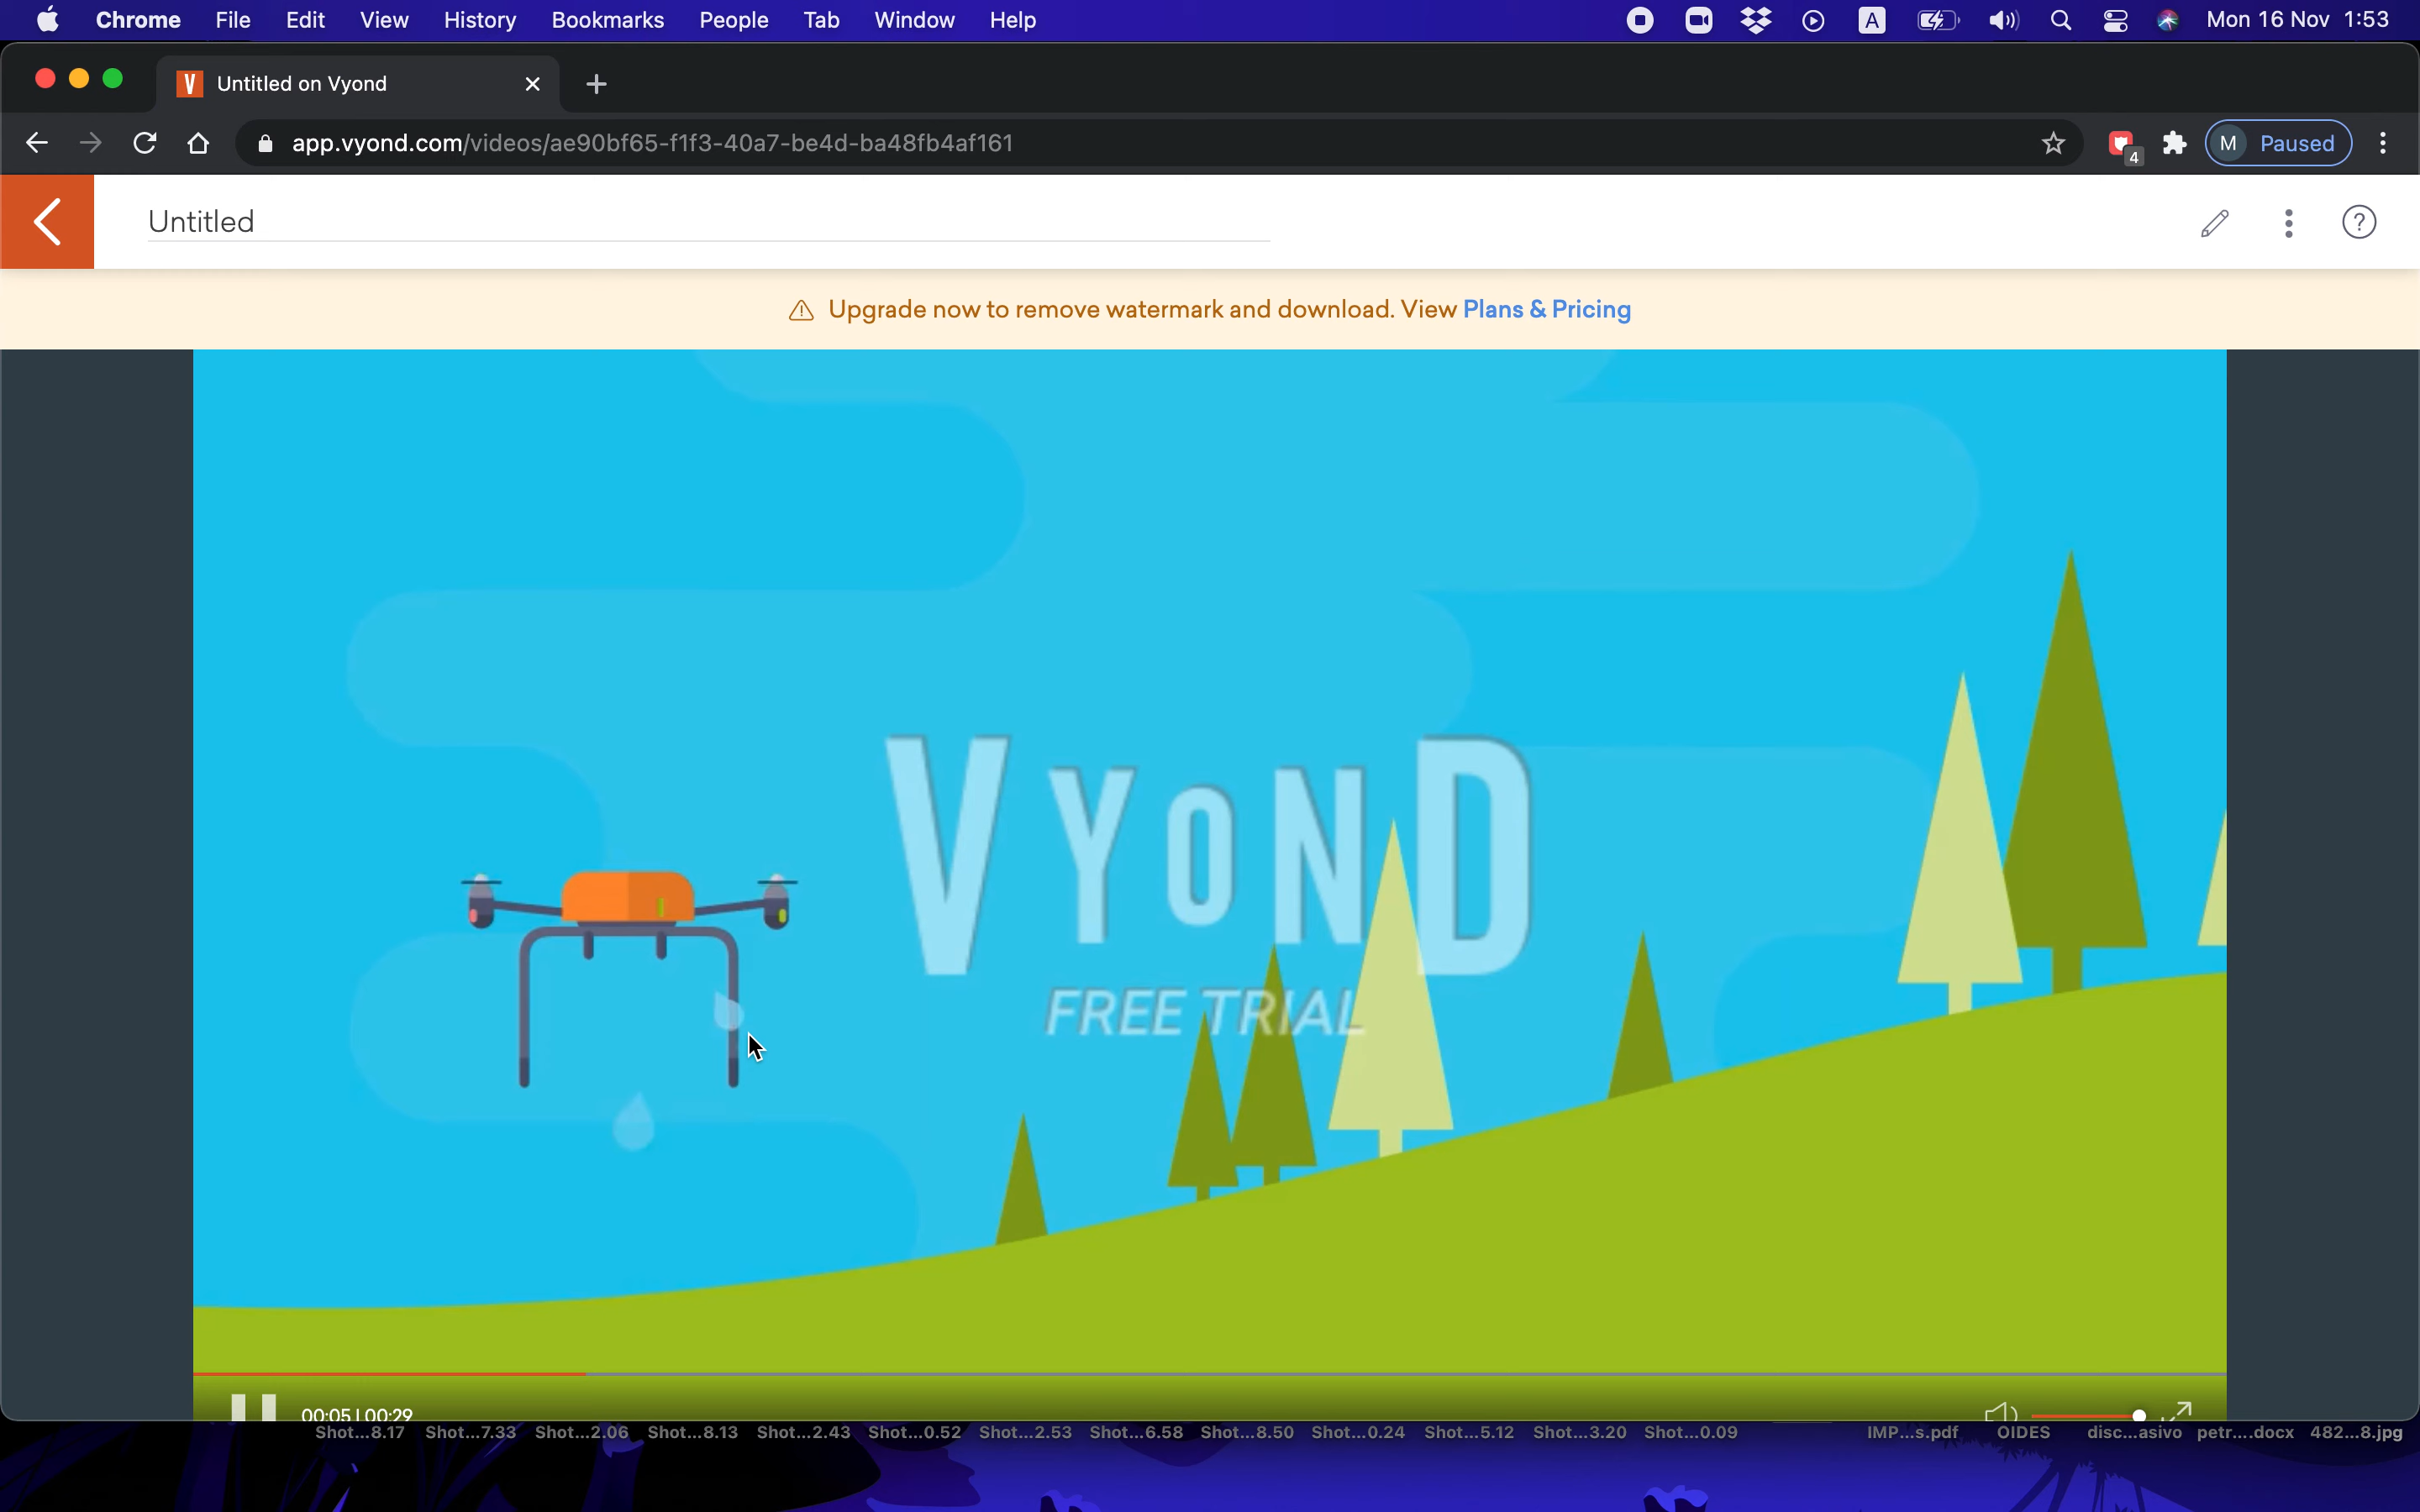 Chrome File Edit View History Bookmarks People Tab Window Help A Mon 16 Nov 1:53
V Untitled on Vyond
app.vyond.com/videos/ae90bf65-f1f3-40a7-be4d-ba48fb4af161 4 M Paused
Untitled ?
Upgrade now to remove watermark and download. View Plans & Pricing
VYOND
FREE TRIAL
00:05 | 00:29
Shot...8.17 Shot...7.33 Shot...2.06 Shot...8.13 Shot...2.43 Shot...0.52 Shot...2.53 Shot...6.58 Shot...8.50 Shot...0.24 Shot...5.12 Shot...3.20 Shot...0.09 IMP...s.pdf OIDES disc...asivo petr....docx 482...8.jpg